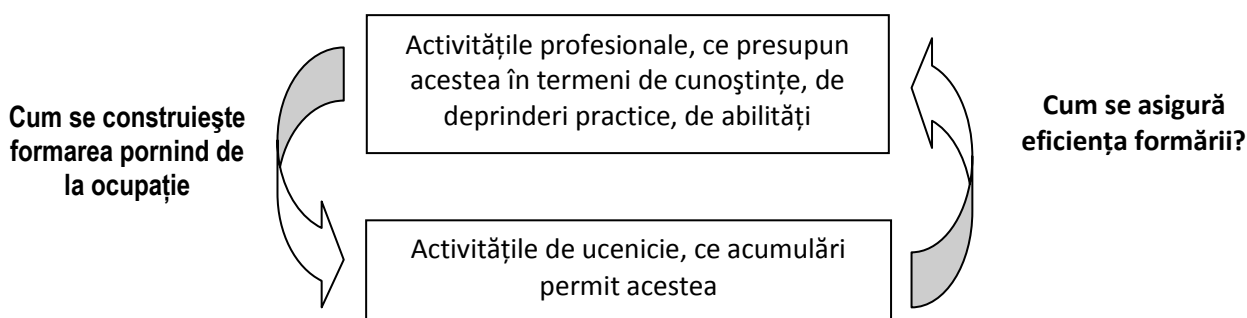 Activitățile profesionale, ce presupun
acestea în termeni de cunoştințe, de
deprinderi practice, de abilități
Cum se construieşte
formarea pornind de
la ocupație
Cum se asigură
eficiența formării?
Activitățile de ucenicie, ce acumulări
permit acestea